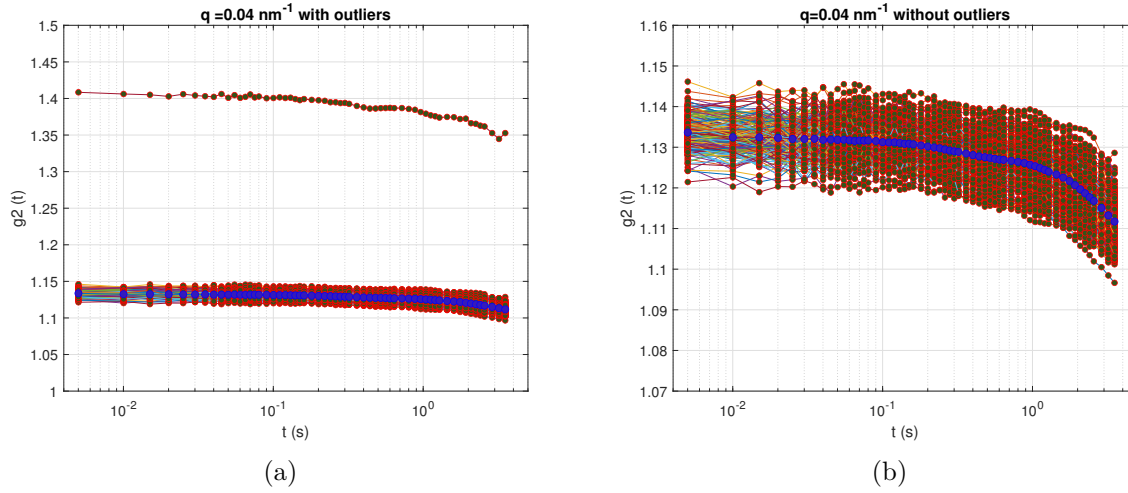 q =0.04 nm⁻¹ with outliers
1.5
1.45
1.4
1.35
1.3
1.25
1.2
1.15
1.1
1.05
1
g2 (t)
10⁻² 10⁻¹ 10⁰
t (s)
(a)
q=0.04 nm⁻¹ without outliers
1.16
1.15
1.14
1.13
1.12
1.11
1.1
1.09
1.08
1.07
g2 (t)
10⁻² 10⁻¹ 10⁰
t (s)
(b)